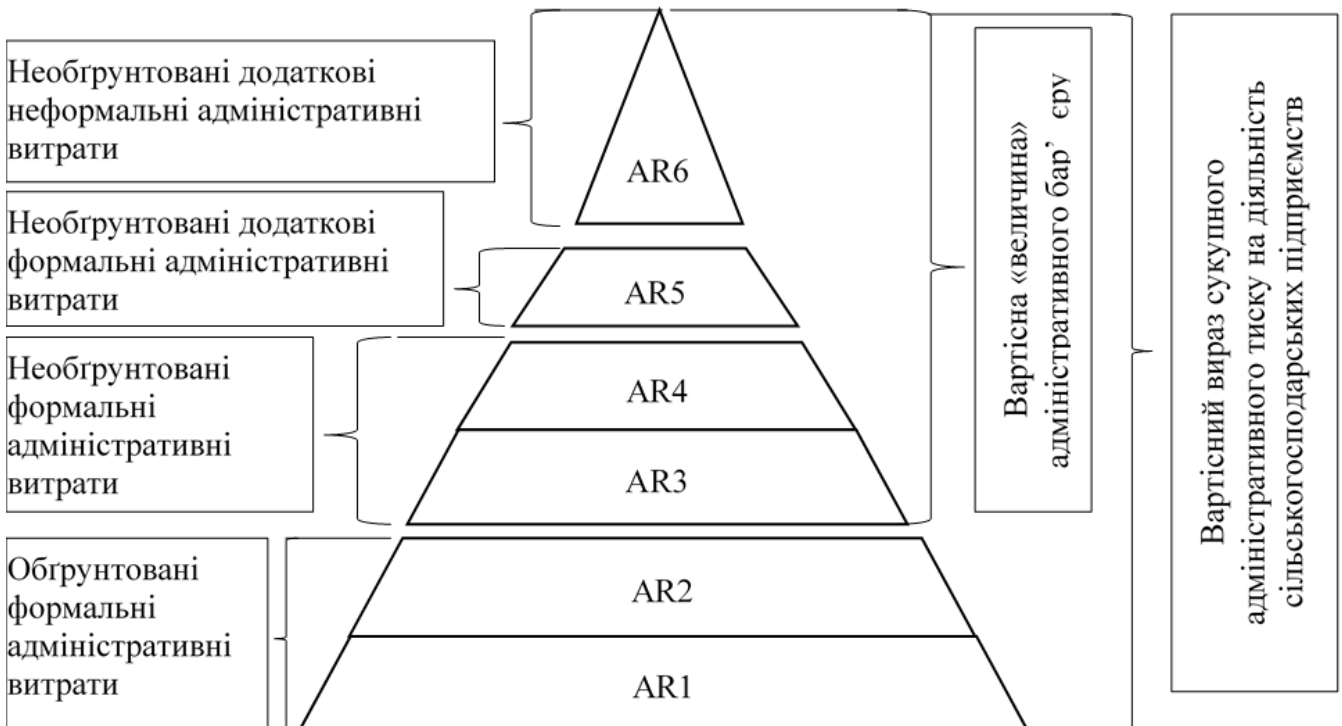 Необґрунтовані додаткові
неформальні адміністративні
витрати
AR6
Необґрунтовані додаткові
формальні адміністративні
витрати
AR5
Необґрунтовані
формальні
адміністративні
витрати
AR4
AR3
Обґрунтовані
формальні
адміністративні
витрати
AR2
AR1
Вартісна «величина»
адміністративного бар’ єру
Вартісний вираз сукупного
адміністративного тиску на діяльність
сільськогосподарських підприємств